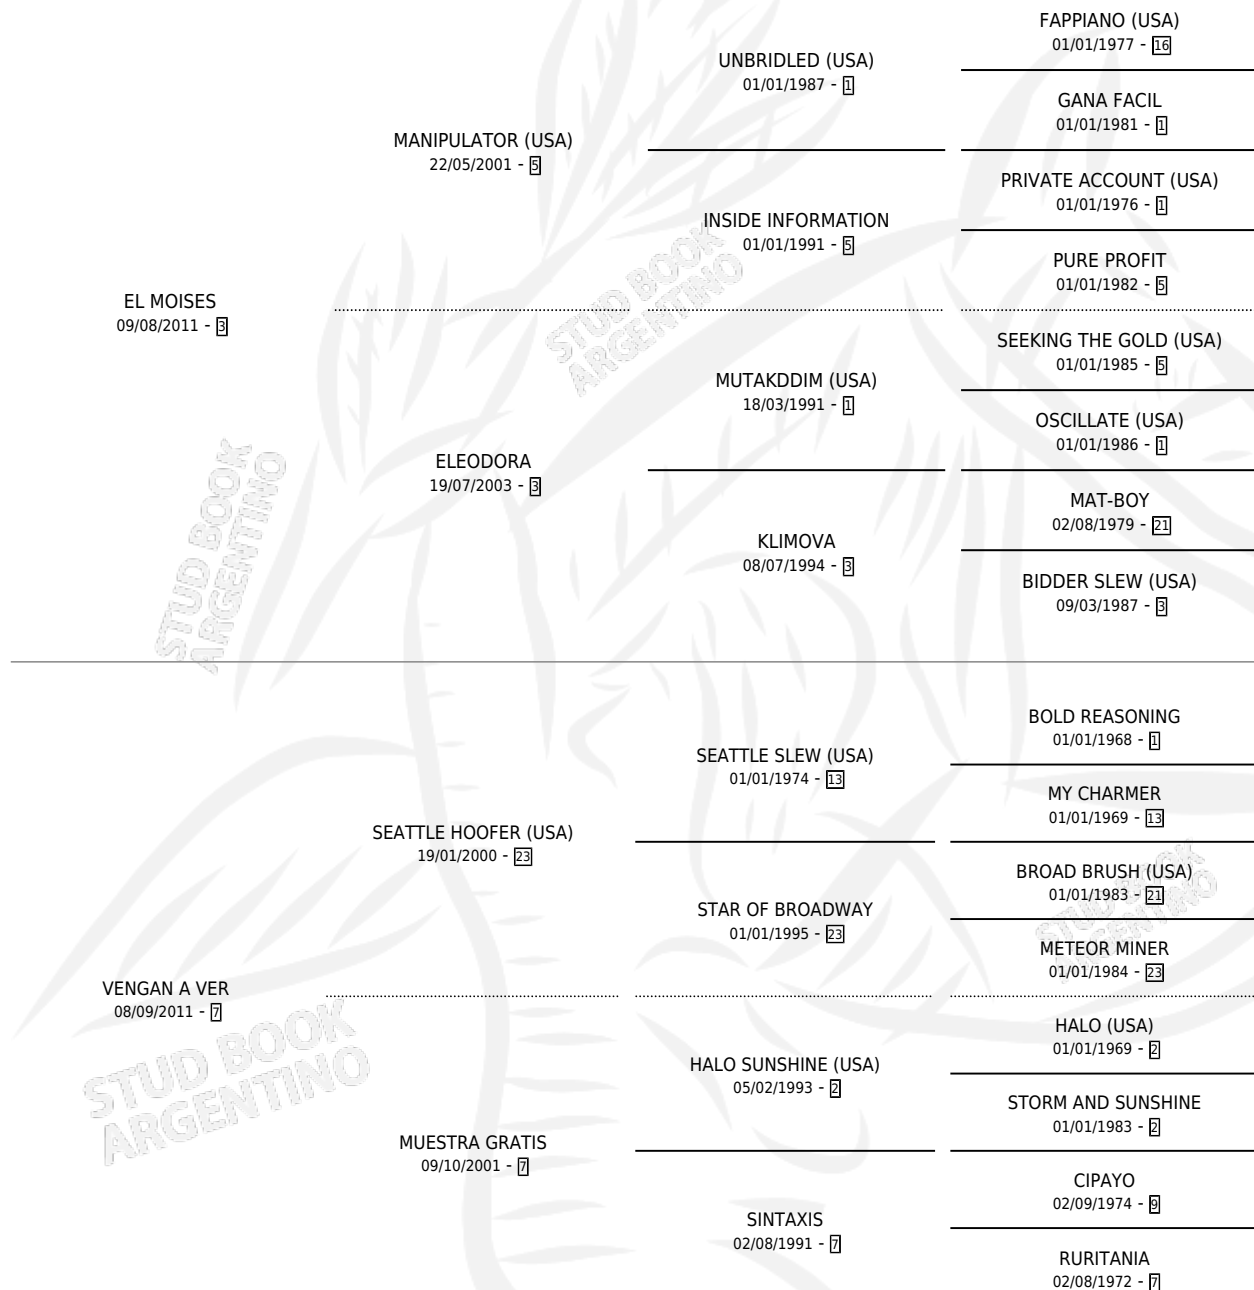 FAPPIANO (USA)
01/01/1977 - 16
UNBRIDLED (USA)
01/01/1987 - 1
GANA FACIL
01/01/1981 - 1
MANIPULATOR (USA)
22/05/2001 - 5
PRIVATE ACCOUNT (USA)
01/01/1976 - 1
INSIDE INFORMATION
01/01/1991 - 5
PURE PROFIT
01/01/1982 - 5
EL MOISES
09/08/2011 - 3
SEEKING THE GOLD (USA)
01/01/1985 - 5
MUTAKDDIM (USA)
18/03/1991 - 1
OSCILLATE (USA)
01/01/1986 - 1
ELEODORA
19/07/2003 - 3
MAT-BOY
02/08/1979 - 21
KLIMOVA
08/07/1994 - 3
BIDDER SLEW (USA)
09/03/1987 - 3
BOLD REASONING
01/01/1968 - 1
SEATTLE SLEW (USA)
01/01/1974 - 13
MY CHARMER
01/01/1969 - 13
SEATTLE HOOFER (USA)
19/01/2000 - 23
BROAD BRUSH (USA)
01/01/1983 - 21
STAR OF BROADWAY
01/01/1995 - 23
METEOR MINER
01/01/1984 - 23
VENGAN A VER
08/09/2011 - 7
HALO (USA)
01/01/1969 - 2
HALO SUNSHINE (USA)
05/02/1993 - 2
STORM AND SUNSHINE
01/01/1983 - 2
MUESTRA GRATIS
09/10/2001 - 7
CIPAYO
02/09/1974 - 9
SINTAXIS
02/08/1991 - 7
RURITANIA
02/08/1972 - 7
STUD BOOK
ARGENTINO
STUD BOOK
ARGENTINO
STUD BOOK
ARGENTINO
STUD BOOK
ARGENTINO